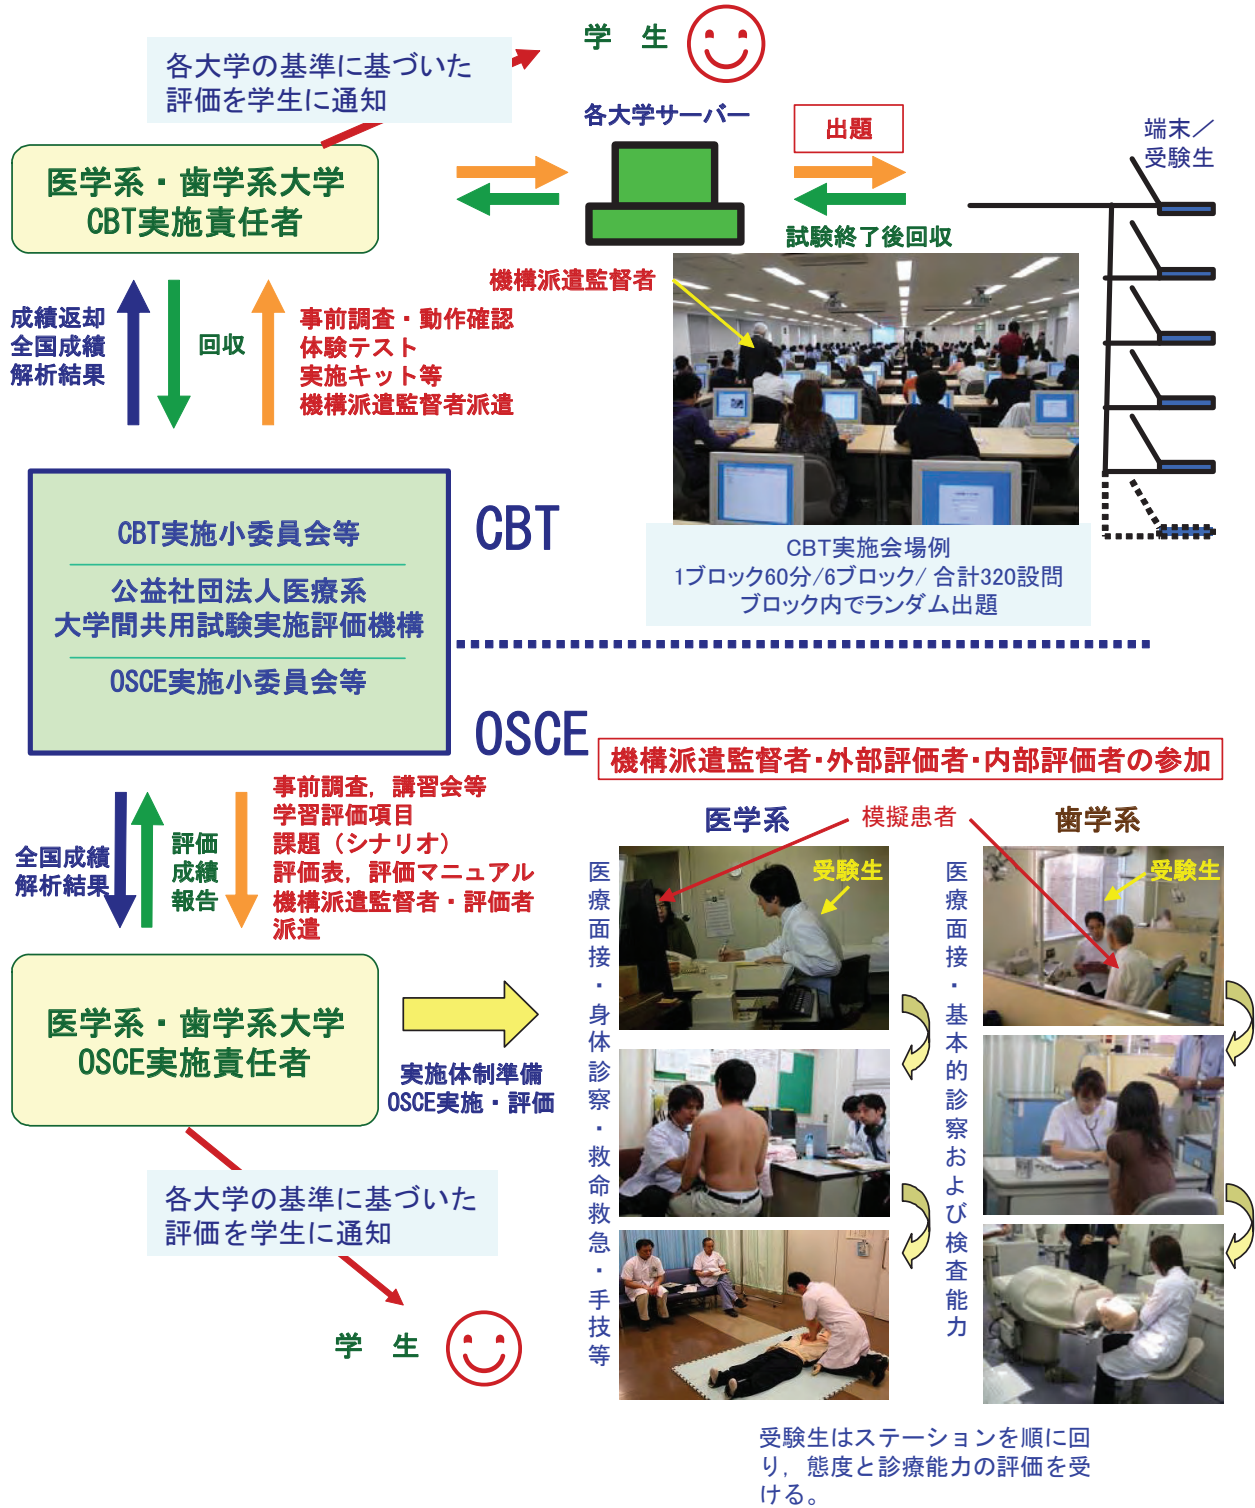 学　生
各大学の基準に基づいた
評価を学生に通知
各大学サーバー
出題
端末／
受験生
医学系・歯学系大学
CBT実施責任者
試験終了後回収
機構派遣監督者
成績返却
全国成績
解析結果
回収
事前調査・動作確認
体験テスト
実施キット等
機構派遣監督者派遣
CBT
CBT実施小委員会等
公益社団法人医療系
大学間共用試験実施評価機構
OSCE実施小委員会等
CBT実施会場例
1ブロック60分/6ブロック/ 合計320設問
ブロック内でランダム出題
OSCE
機構派遣監督者・外部評価者・内部評価者の参加
全国成績
解析結果
評価
成績
報告
事前調査，講習会等
学習評価項目
課題（シナリオ）
評価表，評価マニュアル
機構派遣監督者・評価者
派遣
医学系
模擬患者
歯学系
受験生
受験生
医療面接・身体診察・救命救急・手技等
医療面接・基本的診察および検査能力
医学系・歯学系大学
OSCE実施責任者
実施体制準備
OSCE実施・評価
各大学の基準に基づいた
評価を学生に通知
学　生
受験生はステーションを順に回
り，態度と診療能力の評価を受
ける。